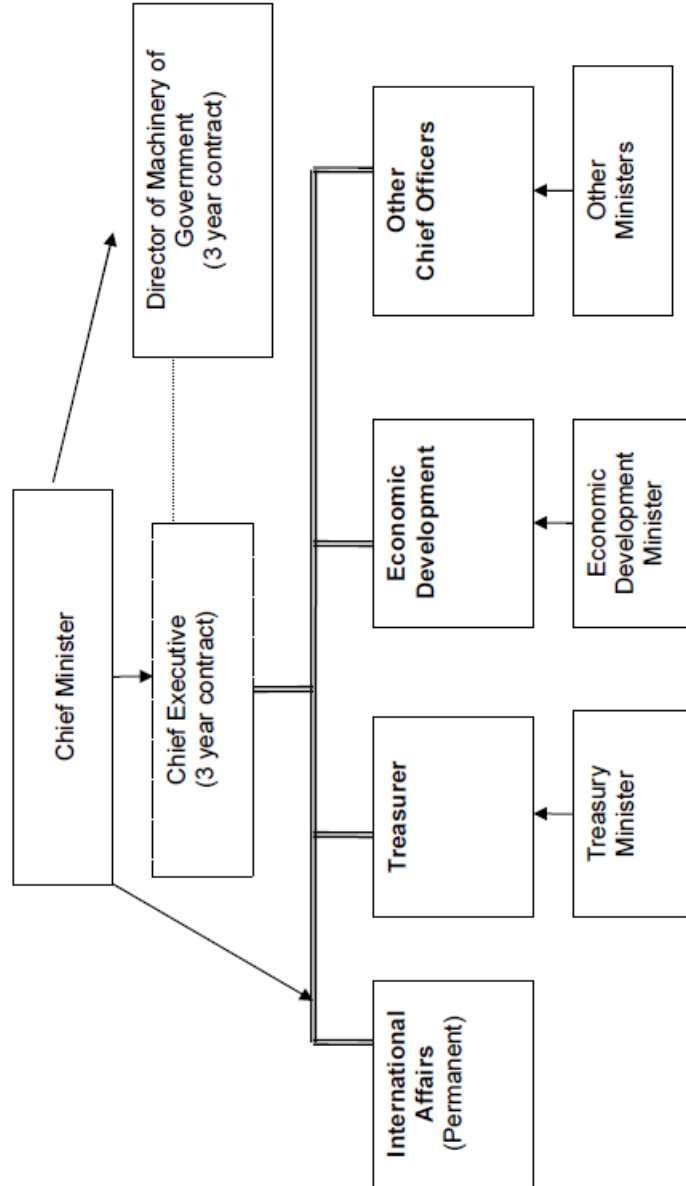 Chief Minister
Chief Executive
(3 year contract)
Director of Machinery of
Government
(3 year contract)
International
Affairs
(Permanent)
Treasurer
Economic
Development
Other
Chief Officers
Treasury
Minister
Economic
Development
Minister
Other
Ministers